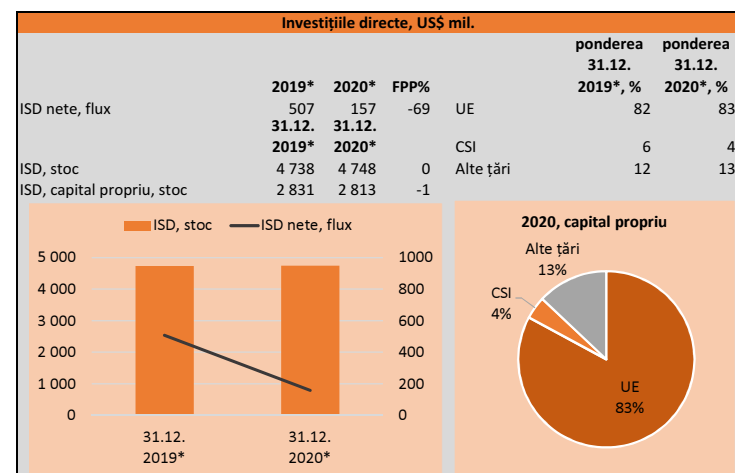 Investițiile directe, US$ mil.
ponderea ponderea
31.12. 31.12.
2019* 2020* FPP% 2019*, % 2020*, %
ISD nete, flux 507 157 -69 UE 82 83
31.12. 31.12.
2019* 2020* CSI 6 4
ISD, stoc 4 738 4 748 0 Alte țări 12 13
ISD, capital propriu, stoc 2 831 2 813 -1
ISD, stoc ISD nete, flux
5 000 1000
4 000 800
3 000 600
2 000 400
1 000 200
0 0
31.12. 31.12.
2019* 2020*
2020, capital propriu
Alte țări
13%
CSI
4%
UE
83%